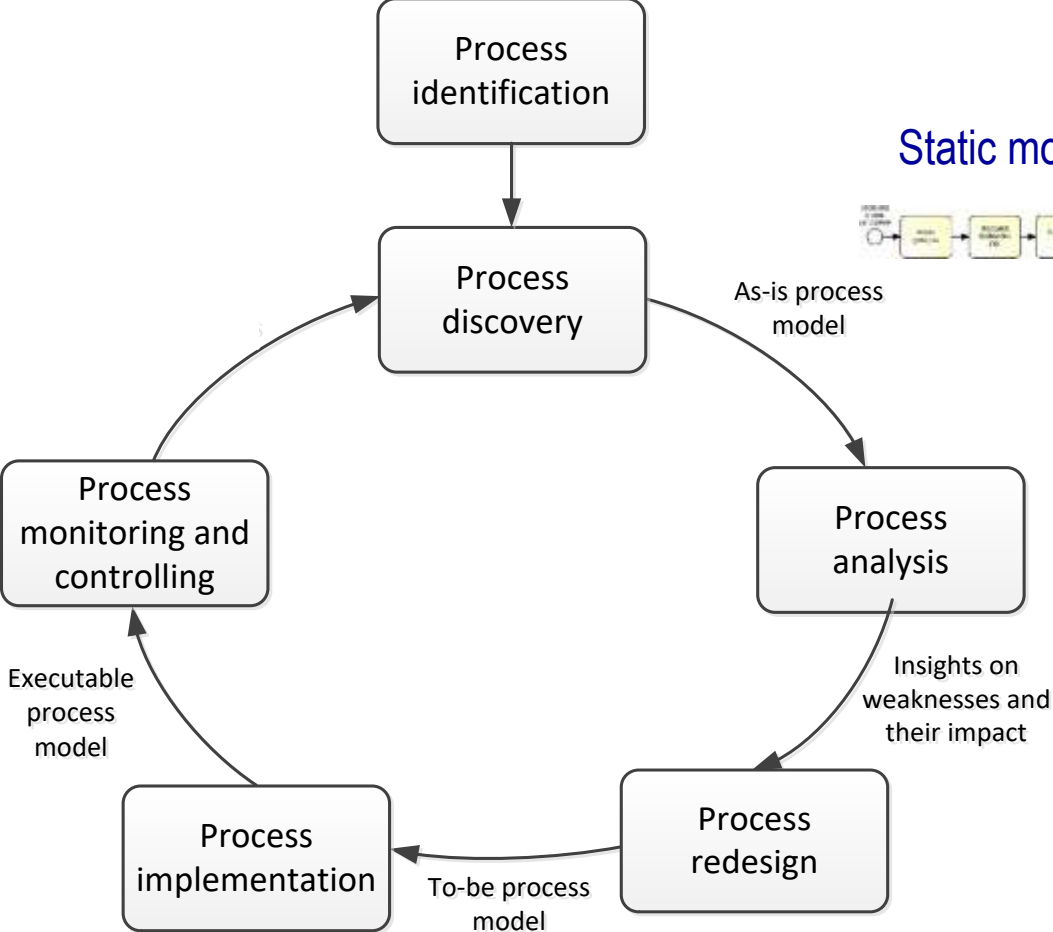 Process
identification
Static mo
Process
discovery
As-is process
model
Process
monitoring and
controlling
Process
analysis
Executable
process
model
Insights on
weaknesses and
their impact
Process
implementation
Process
redesign
To-be process
model